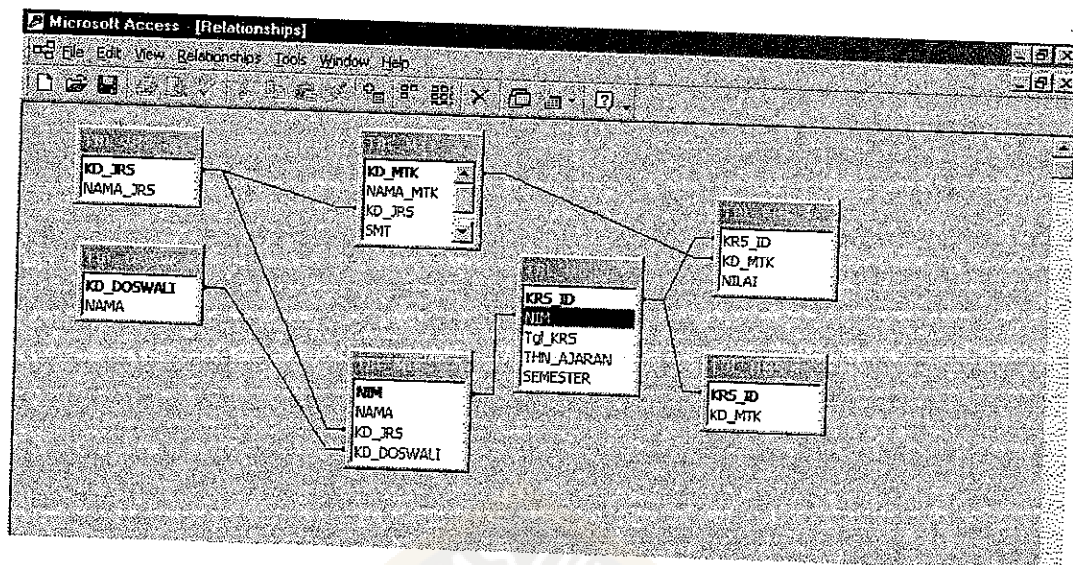 Microsoft Access - [Relationships]
File Edit View Relationships Tools Window Help
KD_JRS
NAMA_JRS
KD_MTK
NAMA_MTK
KD_JRS
SMT
KRS_ID
KD_MTK
NILAI
KD_DOSWALI
NAMA
KRS_ID
NIM
Tgl_KRS
THN_AJARAN
SEMESTER
NIM
NAMA
KD_JRS
KD_DOSWALI
KRS_ID
KD_MTK